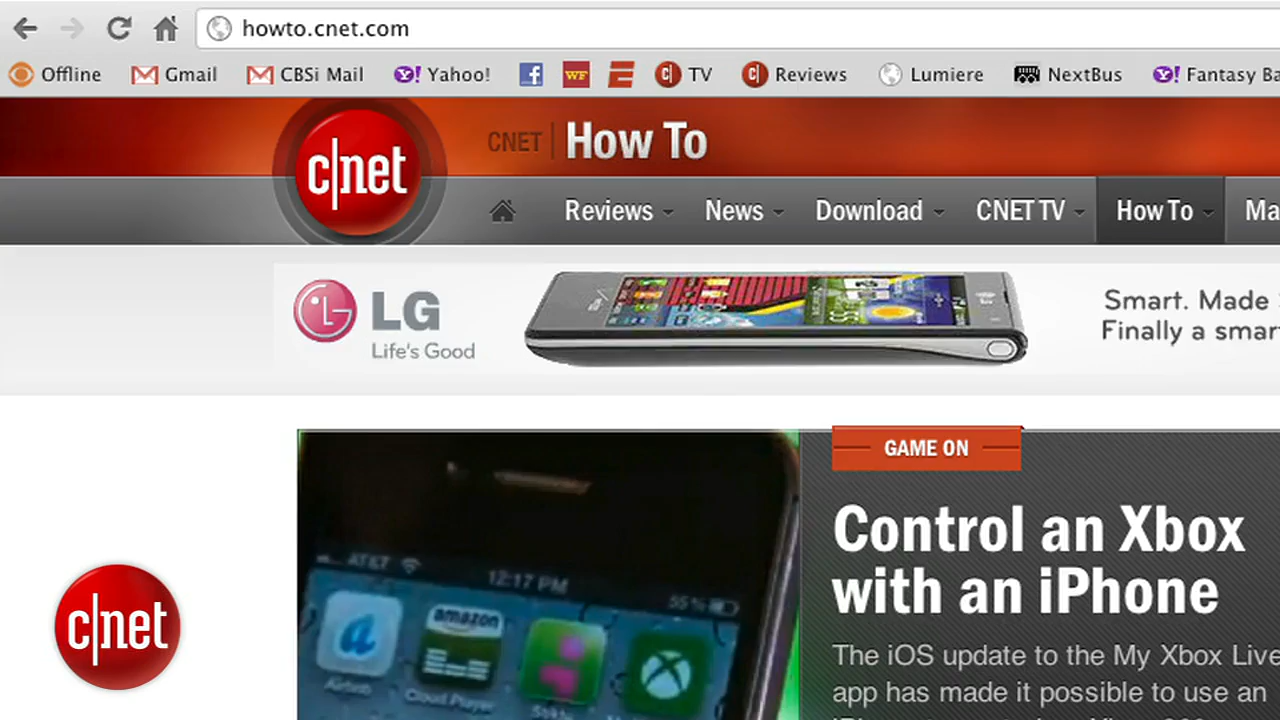 howto.cnet.com
Offline Gmail CBSi Mail Yahoo! WF TV Reviews Lumiere NextBus Fantasy Ba
CNET How To
c|net
Reviews News Download CNET TV How To Ma
LG
Life's Good
Smart. Made
Finally a smar
GAME ON
Control an Xbox
with an iPhone
AT&T 12:17 PM 55%
amazon
Airbnb Cloud Player
c|net
The iOS update to the My Xbox Live
app has made it possible to use an